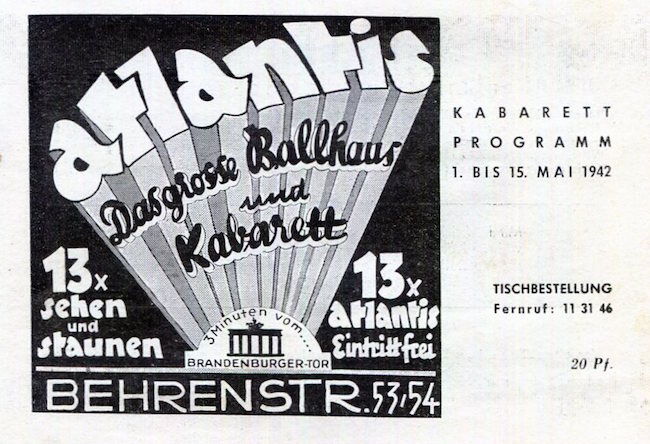 atlantis
Das grosse Ballhaus
und
Kabarett
13x
sehen
und
staunen
13x
atlantis
Eintritt frei
3 Minuten vom...
BRANDENBURGER-TOR
BEHRENSTR. 53/54
KABARETT
PROGRAMM
1. BIS 15. MAI 1942
TISCHBESTELLUNG
Fernruf: 11 31 46
20 Pf.